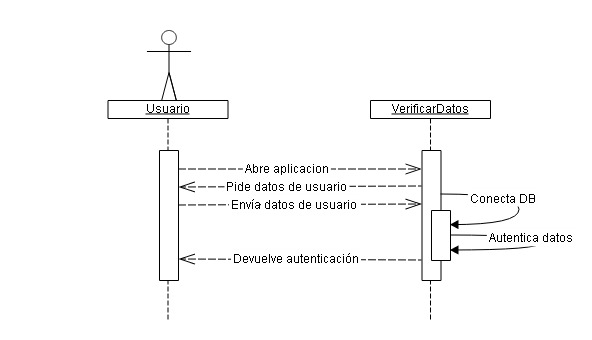 Usuario
VerificarDatos
Abre aplicacion
Pide datos de usuario
Conecta DB
Envía datos de usuario
Autentica datos
Devuelve autenticación